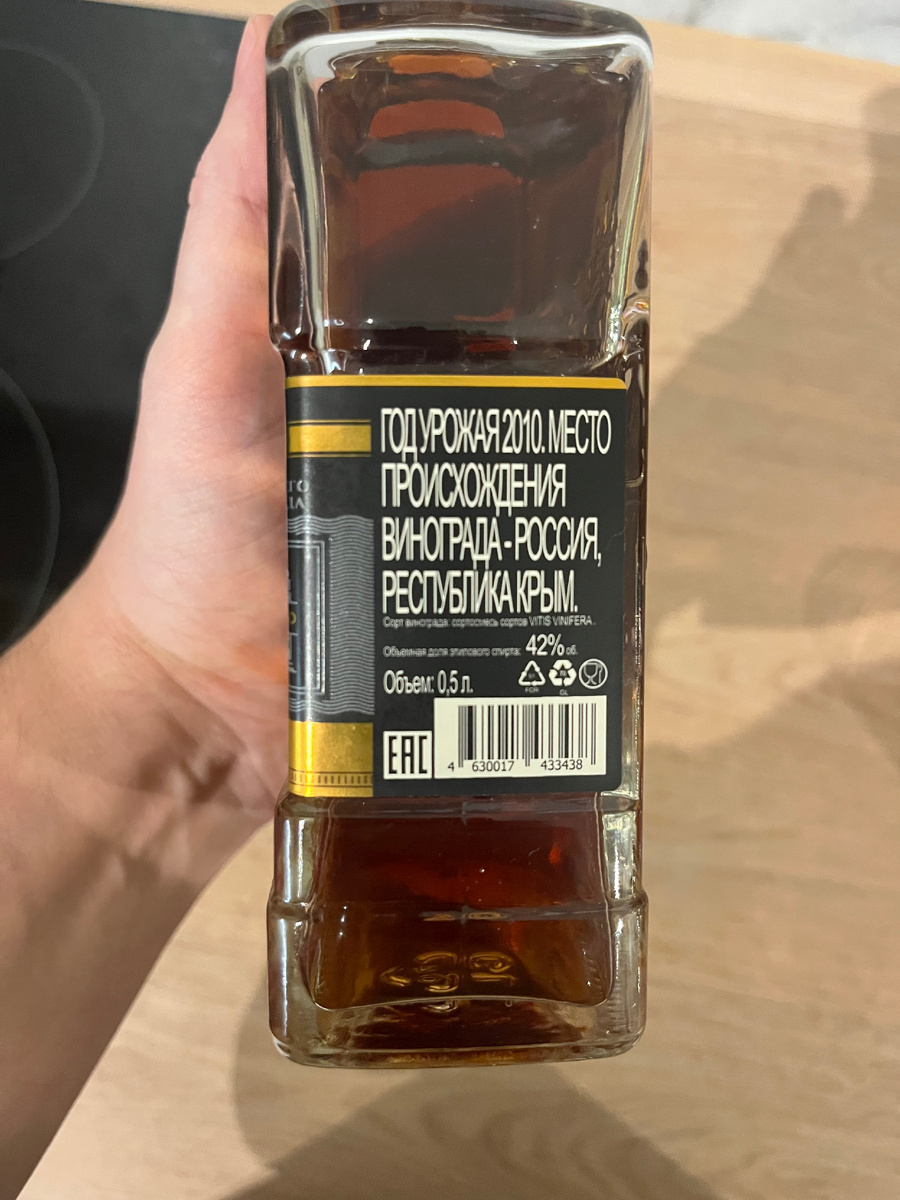 ГОД УРОЖАЯ 2010. МЕСТО
ПРОИСХОЖДЕНИЯ
ВИНОГРАДА - РОССИЯ,
РЕСПУБЛИКА КРЫМ.
Сорт винограда: сортосмесь сортов VITIS VINIFERA.
Объемная доля этилового спирта: 42% об.
Объем: 0,5 л.
FOR
GL
EAC
4 630017 433438